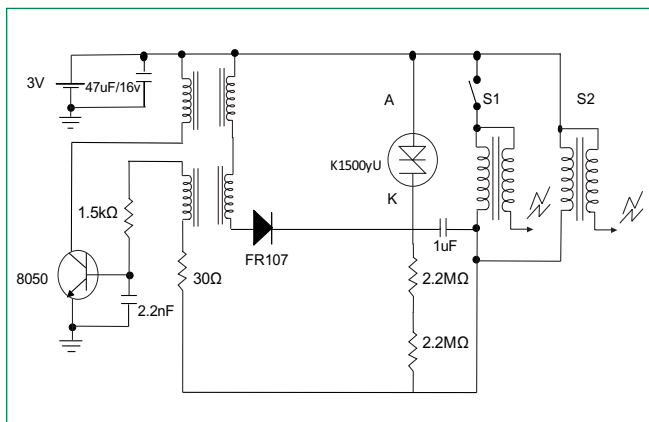 3V
47uF/16v
A
S1
S2
K1500yU
K
1.5kΩ
1uF
FR107
8050
30Ω
2.2MΩ
2.2nF
2.2MΩ